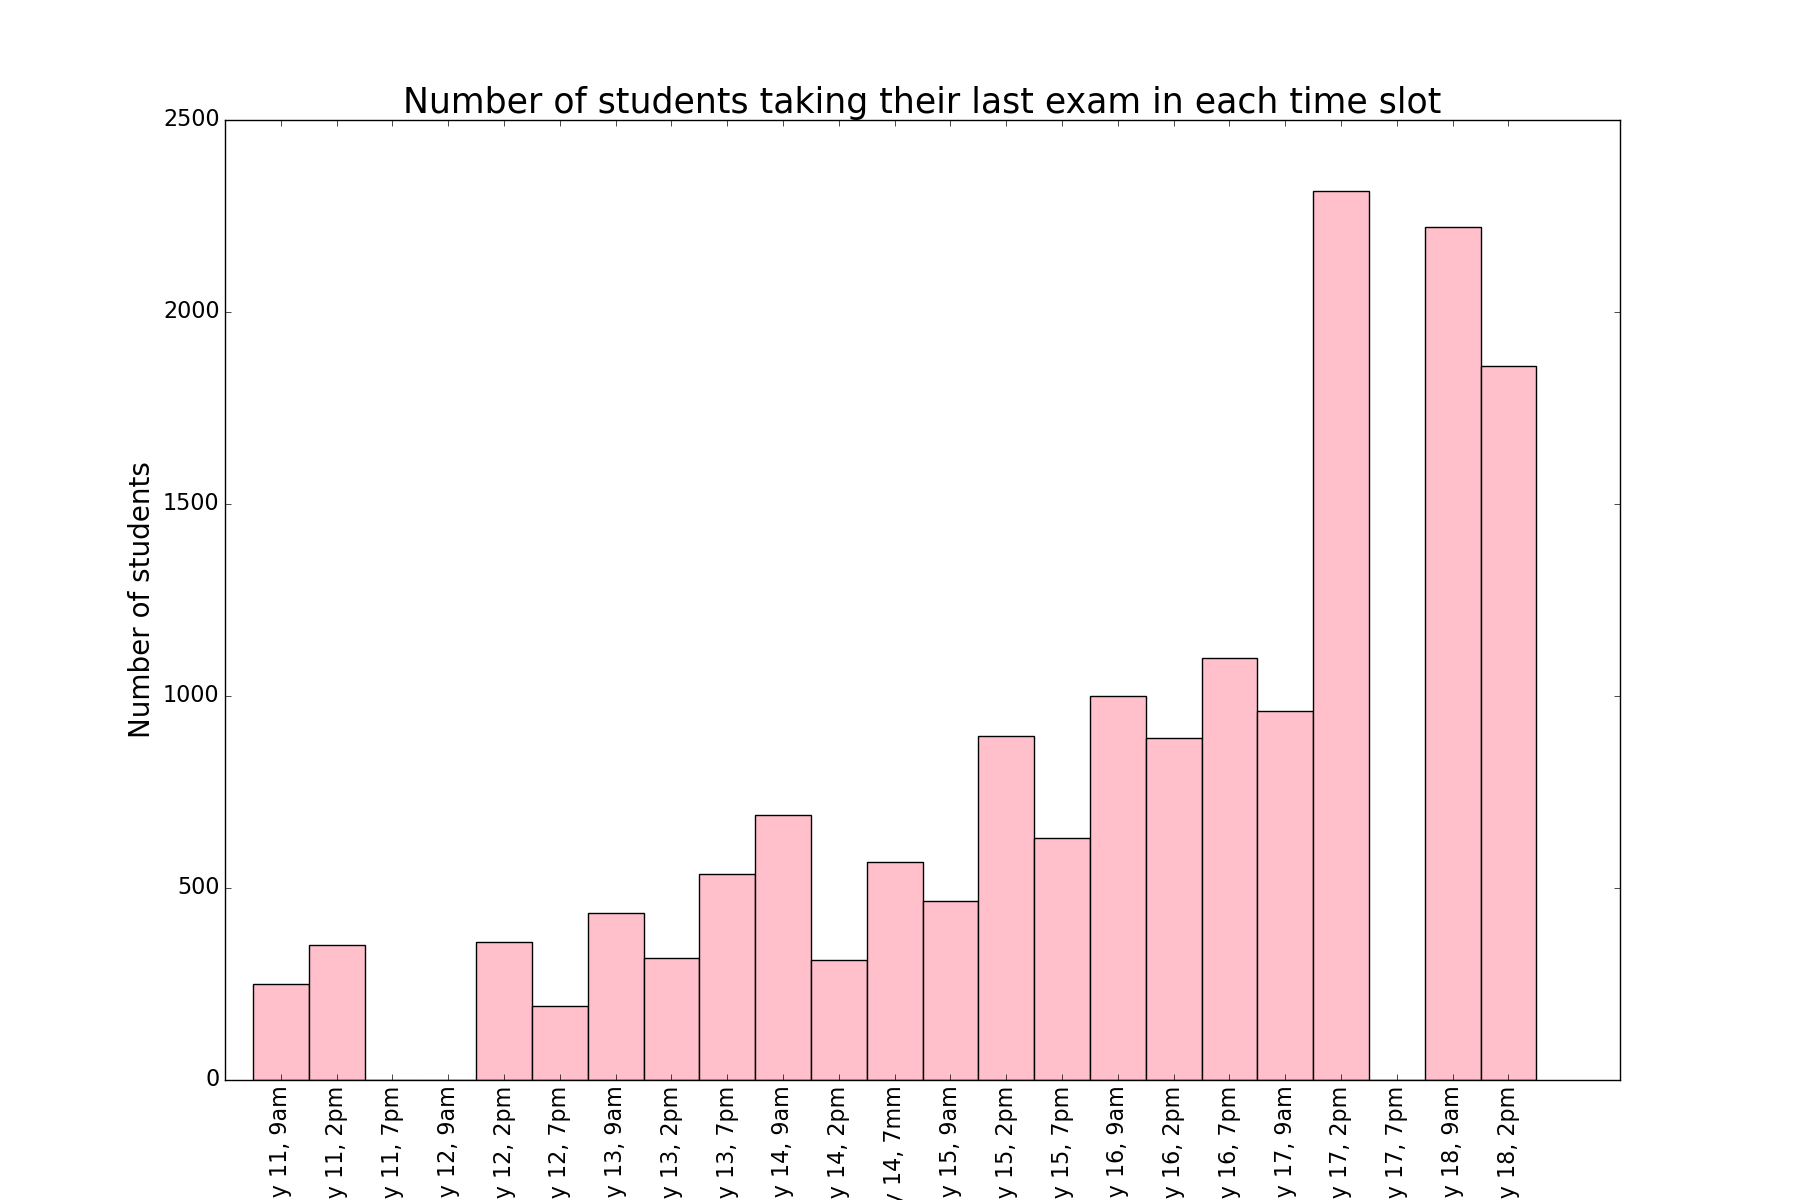 Number of students taking their last exam in each time slot
Number of students
2500
2000
1500
1000
500
0
y 11, 9am
y 11, 2pm
y 11, 7pm
y 12, 9am
y 12, 2pm
y 12, 7pm
y 13, 9am
y 13, 2pm
y 13, 7pm
y 14, 9am
y 14, 2pm
y 14, 7mm
y 15, 9am
y 15, 2pm
y 15, 7pm
y 16, 9am
y 16, 2pm
y 16, 7pm
y 17, 9am
y 17, 2pm
y 17, 7pm
y 18, 9am
y 18, 2pm